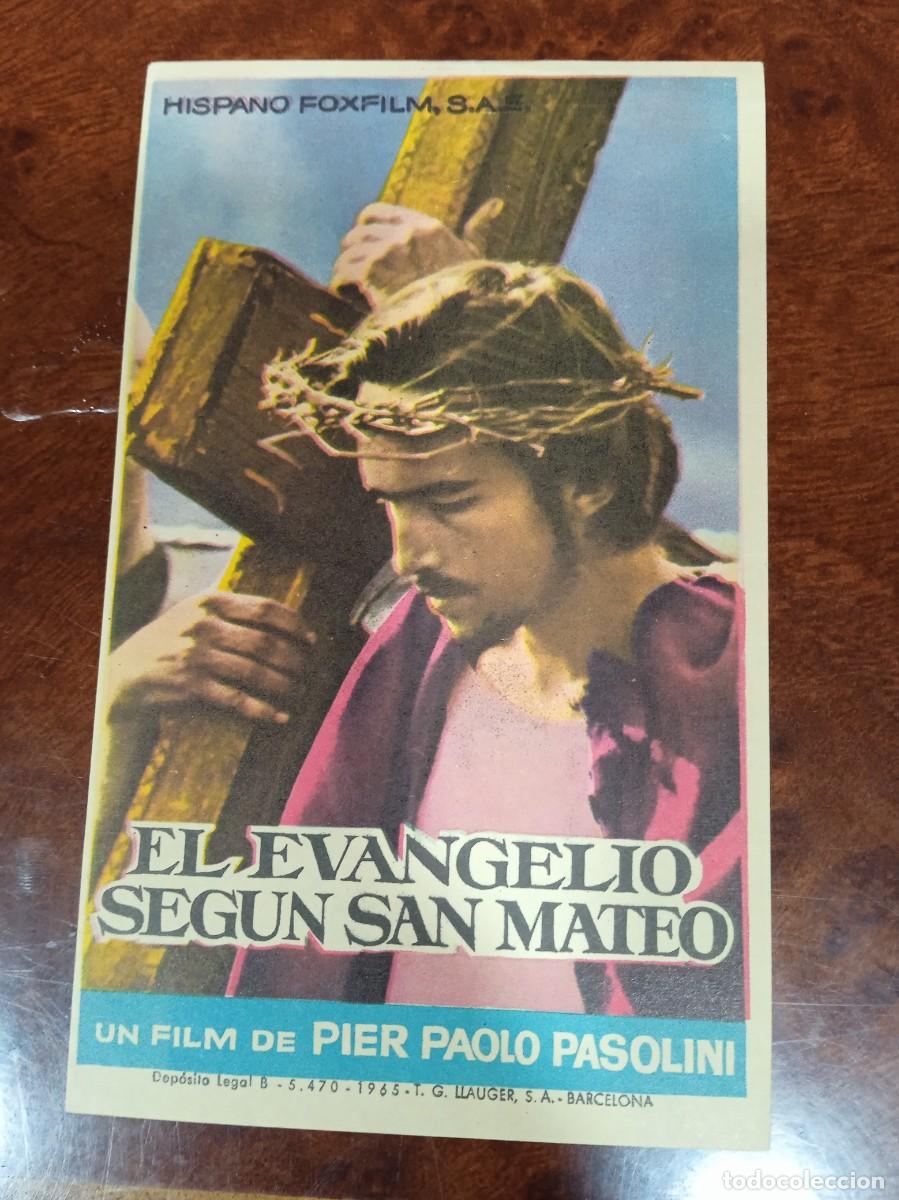 HISPANO FOXFILM, S.A.E.
EL EVANGELIO
SEGUN SAN MATEO
UN FILM DE PIER PAOLO PASOLINI
Depósito Legal B - 5.470 - 1965 - T. G. LLAUGER, S. A. - BARCELONA
todocoleccion